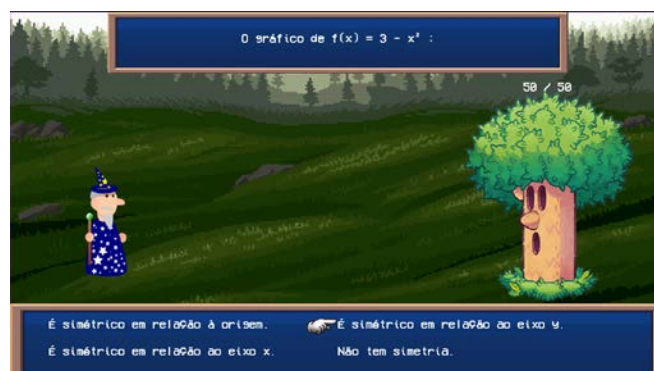 O gráfico de f(x) = 3 - x² :
50 / 50
É simétrico em relação à origem.
É simétrico em relação ao eixo y.
É simétrico em relação ao eixo x.
Não tem simetria.